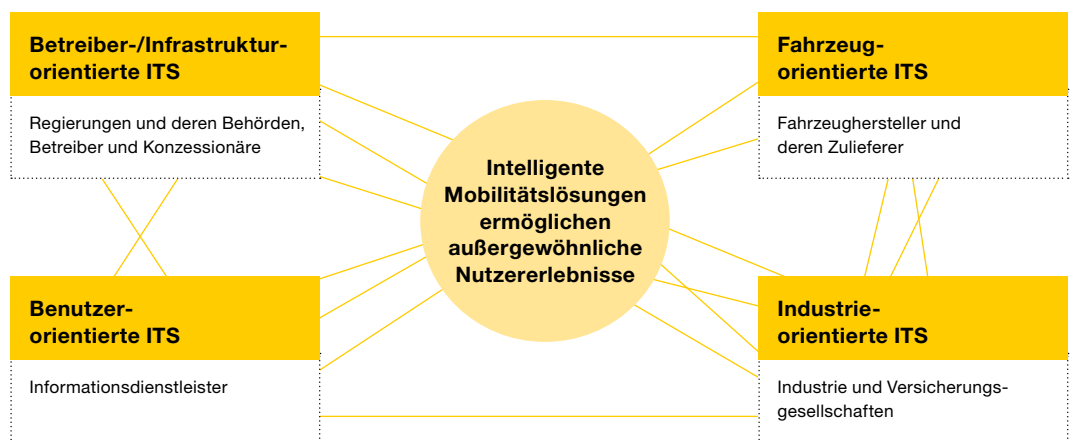 Betreiber-/Infrastruktur-
orientierte ITS
Regierungen und deren Behörden,
Betreiber und Konzessionäre
Fahrzeug-
orientierte ITS
Fahrzeughersteller und
deren Zulieferer
Intelligente
Mobilitätslösungen
ermöglichen
außergewöhnliche
Nutzererlebnisse
Benutzer-
orientierte ITS
Informationsdienstleister
Industrie-
orientierte ITS
Industrie und Versicherungs-
gesellschaften